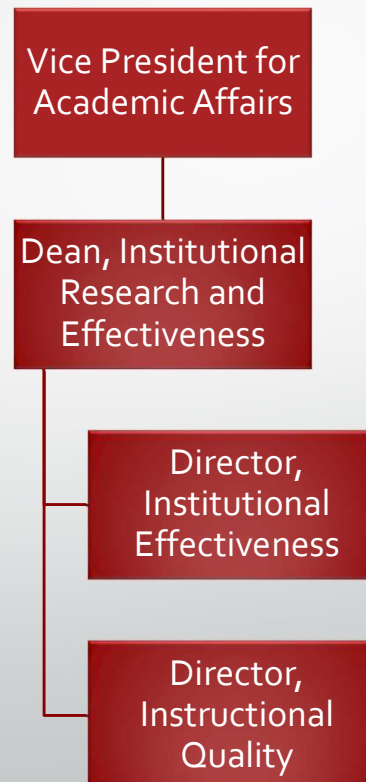 Vice President for
Academic Affairs
Dean, Institutional
Research and
Effectiveness
Director,
Institutional
Effectiveness
Director,
Instructional
Quality